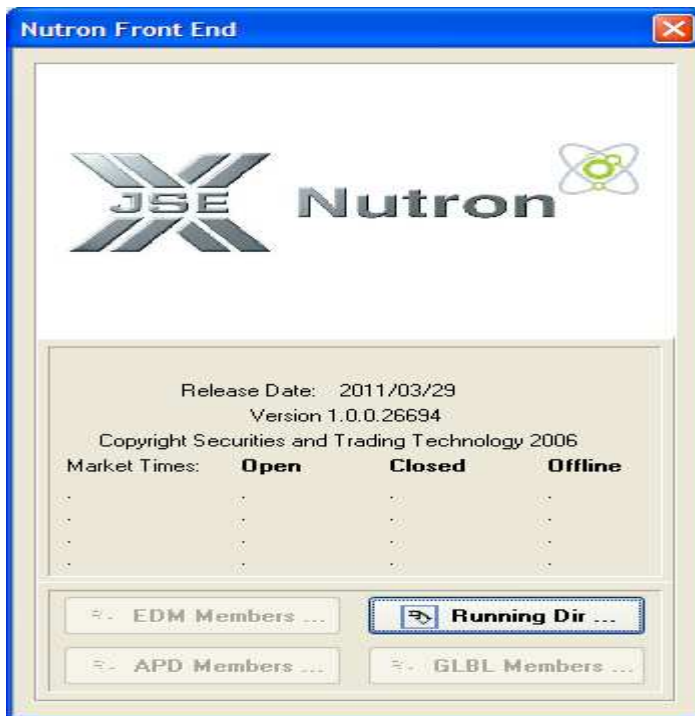 Nutron Front End
JSE Nutron
Release Date: 2011/03/29
Version 1.0.0.26694
Copyright Securities and Trading Technology 2006
Market Times: Open Closed Offline
. . . .
. . . .
. . . .
. . . .
EDM Members ... Running Dir ...
APD Members ... GLBL Members ...